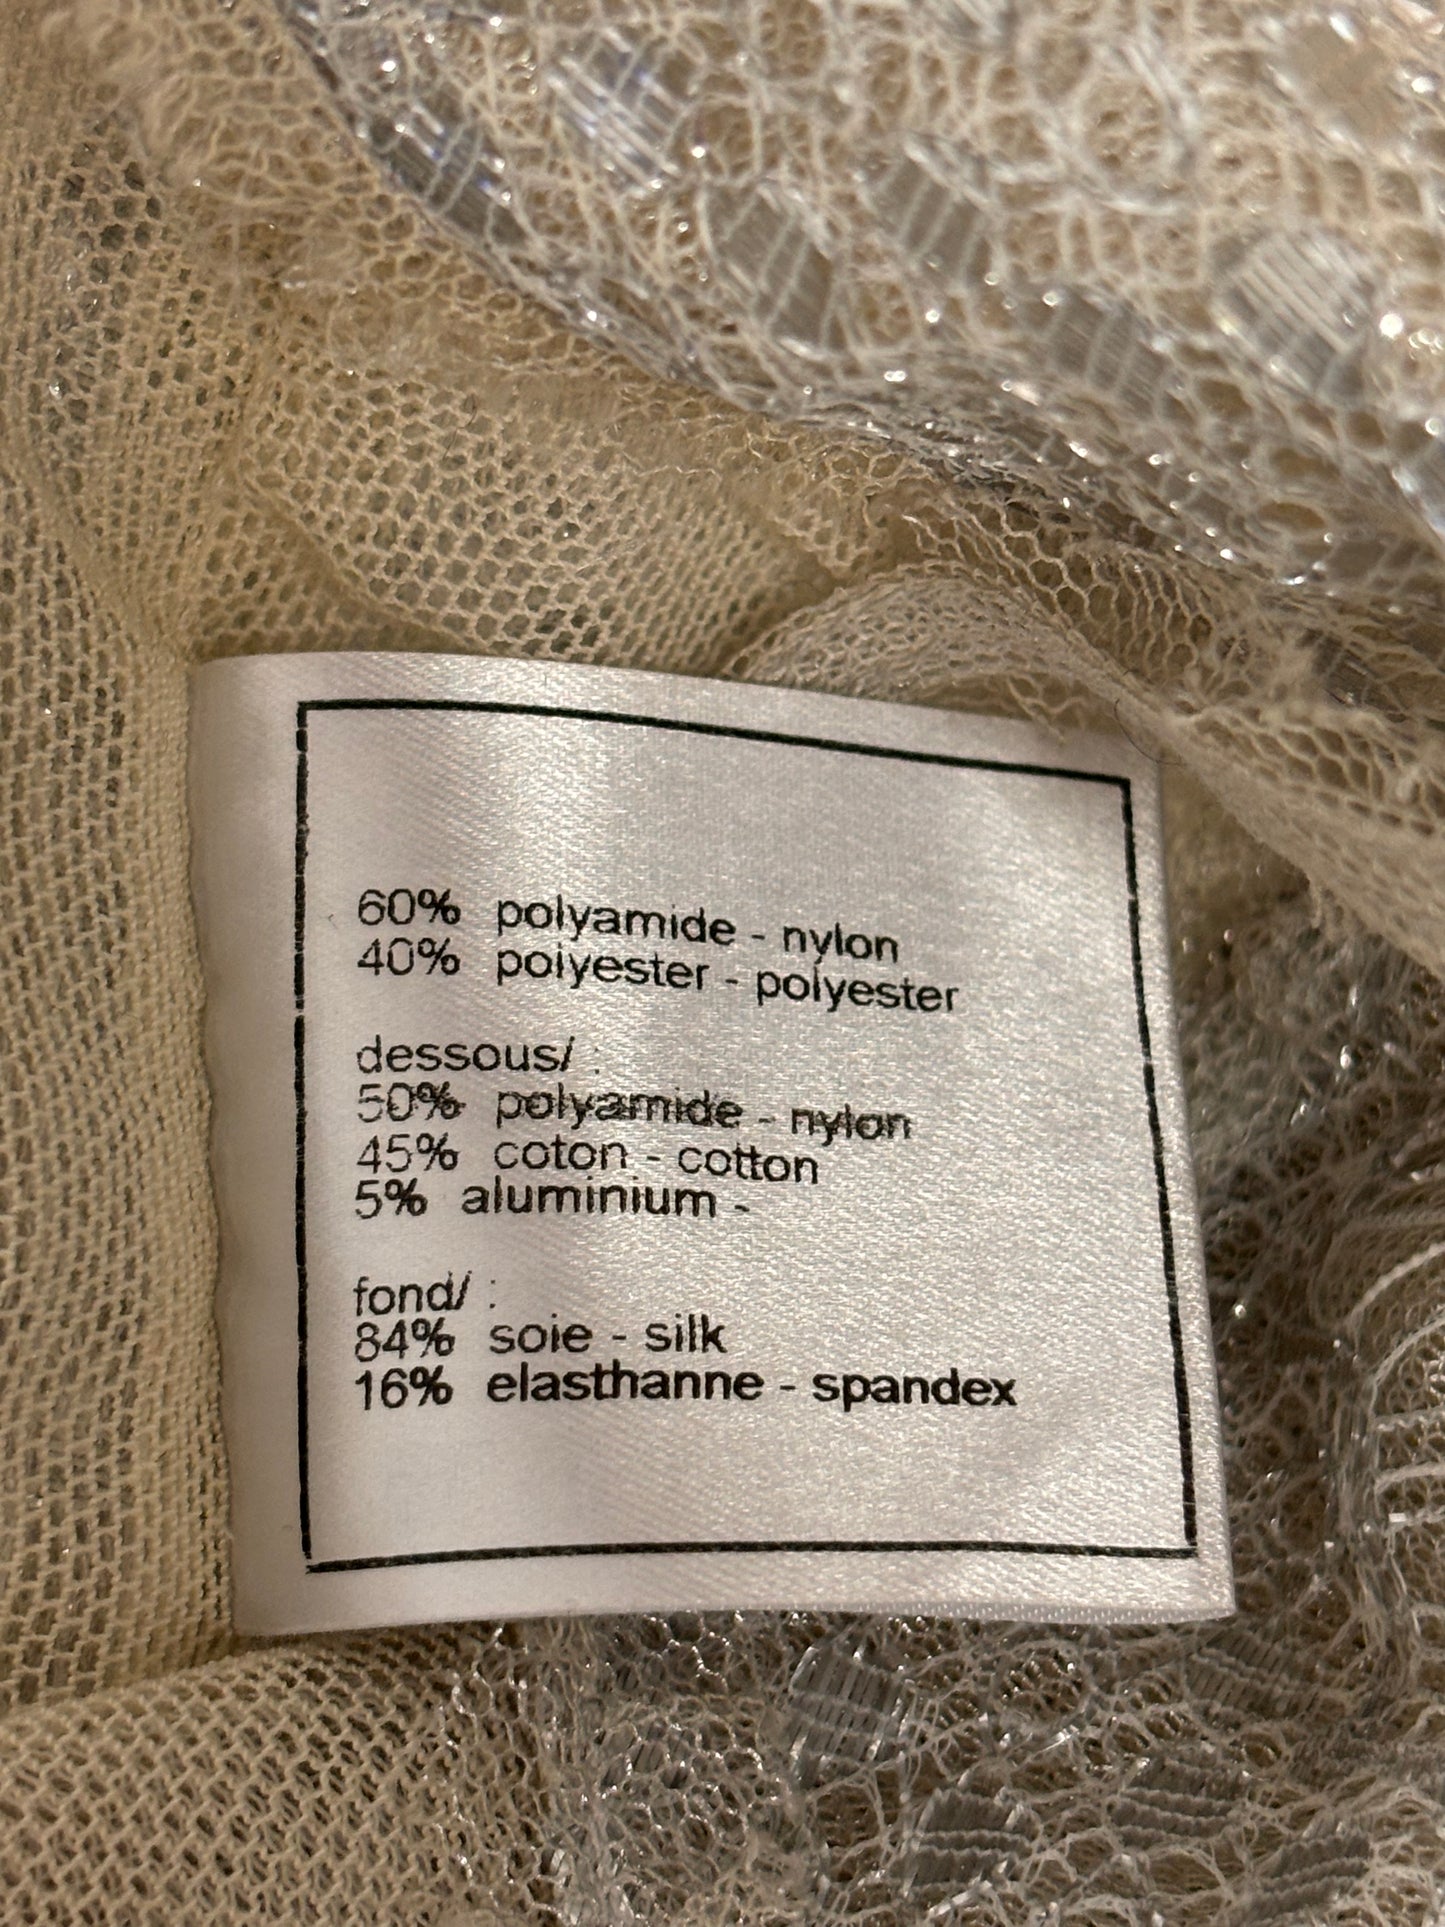 60% polyamide - nylon
40% polyester - polyester
dessous/ :
50% polyamide - nylon
45% coton - cotton
5% aluminium -
fond/ :
84% soie - silk
16% elasthanne - spandex